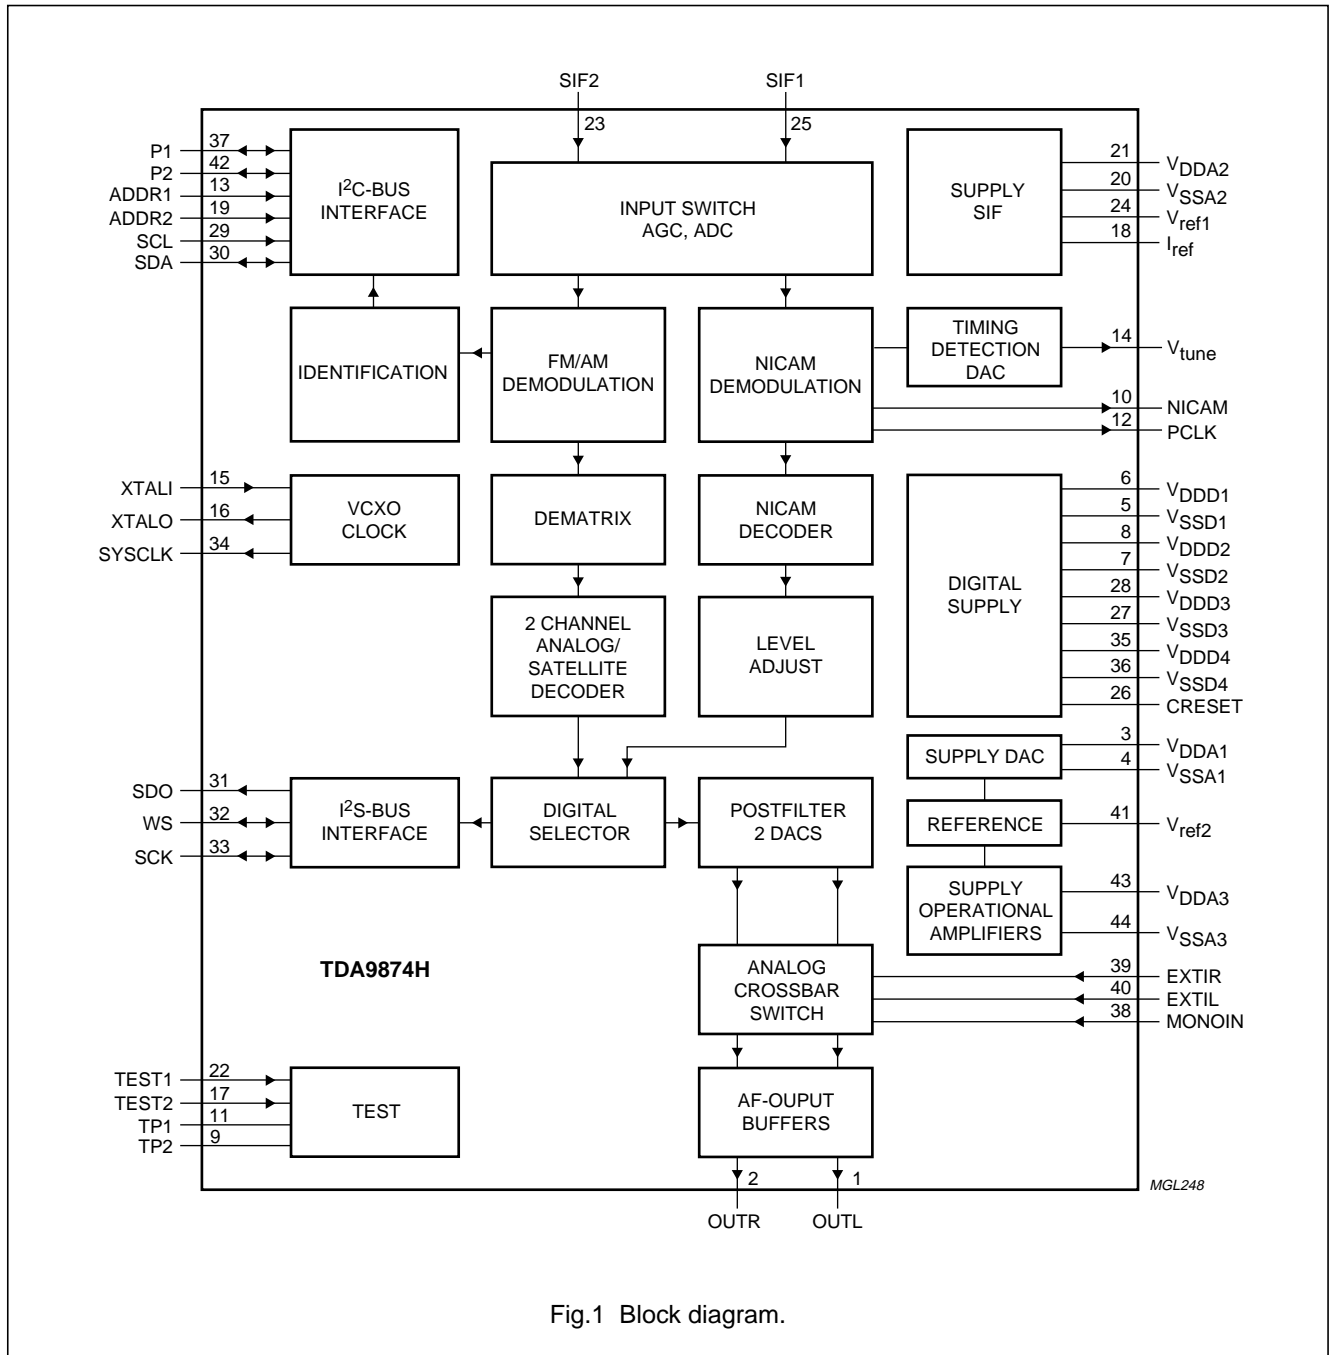 SIF2
SIF1
23
25
P1
37
P2
42
ADDR1
13
ADDR2
19
SCL
29
SDA
30
I²C-BUS
INTERFACE
INPUT SWITCH
AGC, ADC
SUPPLY
SIF
21
VDDA2
20
VSSA2
24
Vref1
18
Iref
IDENTIFICATION
FM/AM
DEMODULATION
NICAM
DEMODULATION
TIMING
DETECTION
DAC
14
Vtune
10
NICAM
12
PCLK
XTALI
15
XTALO
16
SYSCLK
34
VCXO
CLOCK
DEMATRIX
NICAM
DECODER
DIGITAL
SUPPLY
6
VDDD1
5
VSSD1
8
VDDD2
7
VSSD2
28
VDDD3
27
VSSD3
35
VDDD4
36
VSSD4
26
CRESET
2 CHANNEL
ANALOG/
SATELLITE
DECODER
LEVEL
ADJUST
SUPPLY DAC
3
VDDA1
4
VSSA1
SDO
31
WS
32
SCK
33
I²S-BUS
INTERFACE
DIGITAL
SELECTOR
POSTFILTER
2 DACS
REFERENCE
41
Vref2
SUPPLY
OPERATIONAL
AMPLIFIERS
43
VDDA3
44
VSSA3
TDA9874H
ANALOG
CROSSBAR
SWITCH
39
EXTIR
40
EXTIL
38
MONOIN
TEST1
22
TEST2
17
TP1
11
TP2
9
TEST
AF-OUPUT
BUFFERS
2
1
MGL248
OUTR
OUTL
Fig.1 Block diagram.